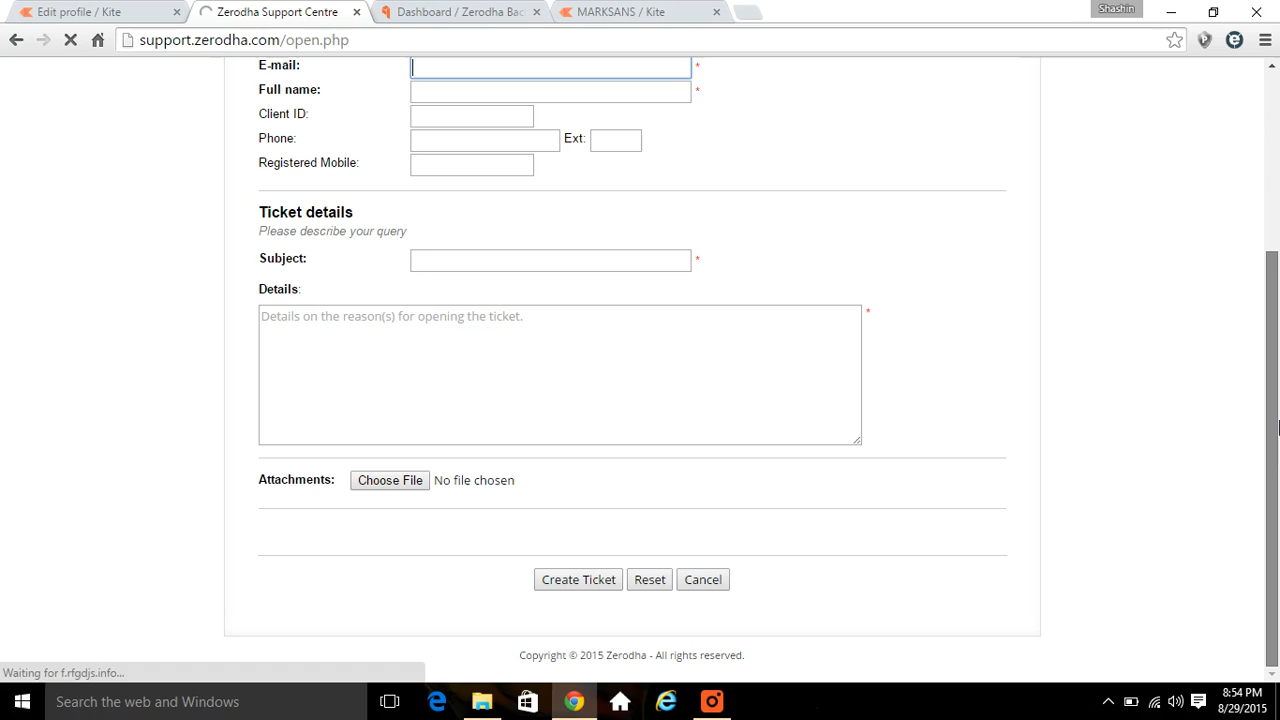 Edit profile / Kite
Zerodha Support Centre
Dashboard / Zerodha Bac
MARKSANS / Kite
Shashin
support.zerodha.com/open.php
E-mail: *
Full name: *
Client ID:
Phone: Ext:
Registered Mobile:
Ticket details
Please describe your query
Subject: *
Details:
Details on the reason(s) for opening the ticket. *
Attachments: Choose File No file chosen
Create Ticket Reset Cancel
Copyright © 2015 Zerodha - All rights reserved.
Waiting for f.rfgdjs.info...
Search the web and Windows
8:54 PM
8/29/2015